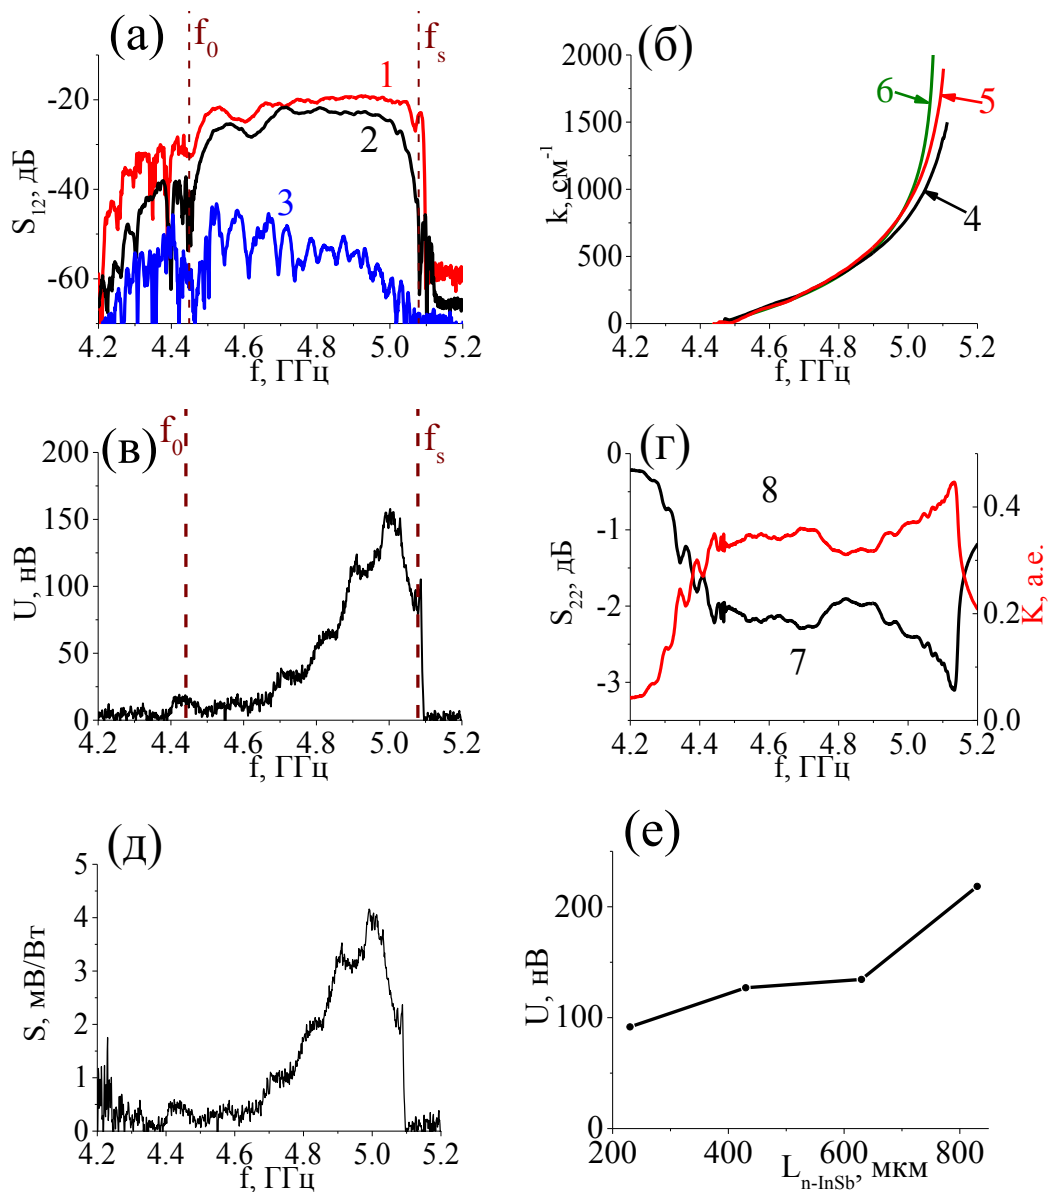 (а)
f₀
fₛ
1
2
3
-20
-40
-60
S₁₂, дБ
4.2 4.4 4.6 4.8 5.0 5.2
f, ГГц
(б)
2000
1500
1000
500
0
k, см⁻¹
6
5
4
4.2 4.4 4.6 4.8 5.0 5.2
f, ГГц
(в)
f₀
fₛ
200
150
100
50
0
U, нВ
4.2 4.4 4.6 4.8 5.0 5.2
f, ГГц
(г)
0
-1
-2
-3
S₂₂, дБ
8
7
0.4
0.2
0.0
K, а.е.
4.2 4.4 4.6 4.8 5.0 5.2
f, ГГц
(д)
5
4
3
2
1
0
S, мВ/Вт
4.2 4.4 4.6 4.8 5.0 5.2
f, ГГц
(е)
200
100
0
U, нВ
200 400 600 800
Lₙ₋InSb, мкм